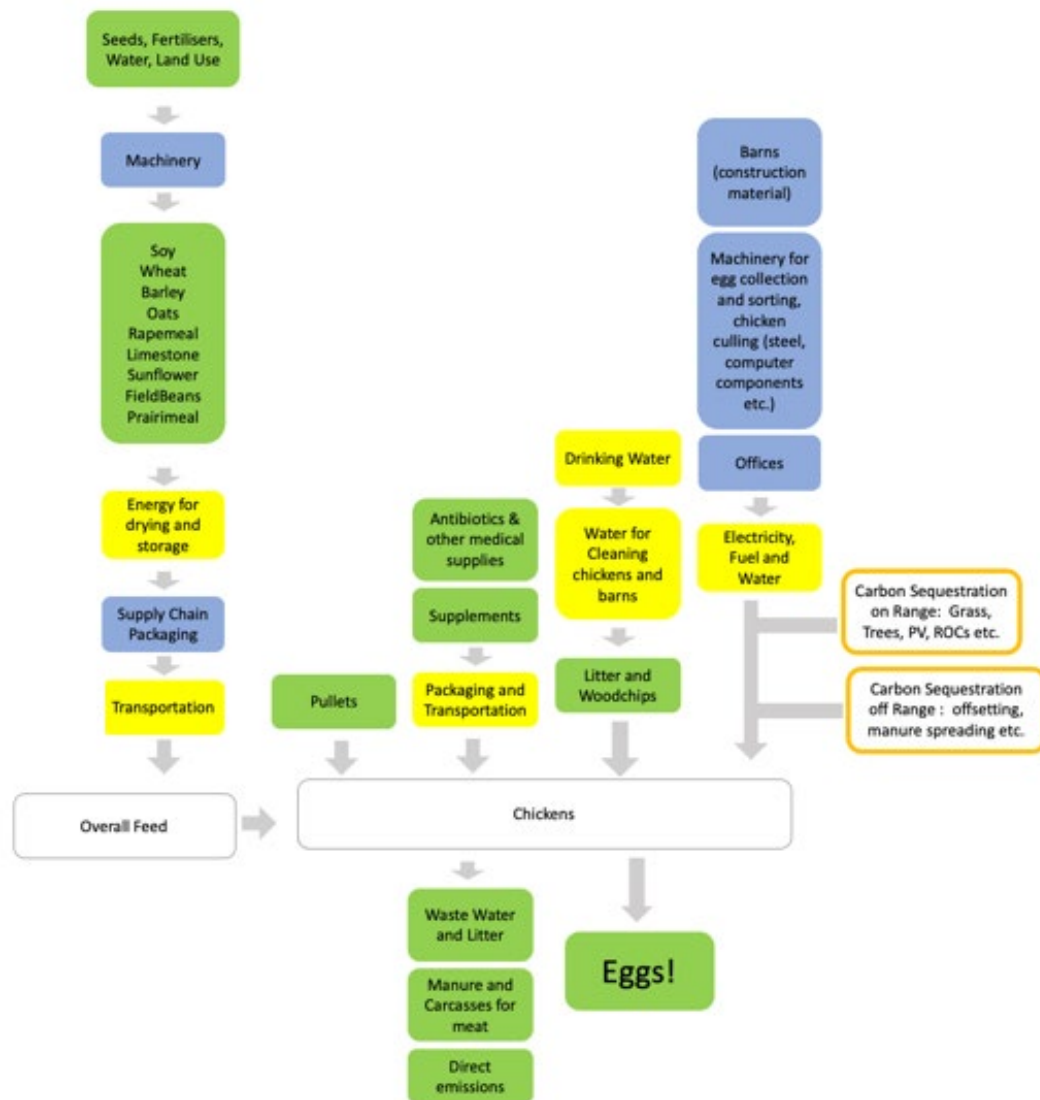 Seeds, Fertilisers,
Water, Land Use
Machinery
Soy
Wheat
Barley
Oats
Rapemeal
Limestone
Sunflower
FieldBeans
Prairimeal
Energy for
drying and
storage
Supply Chain
Packaging
Transportation
Overall Feed
Pullets
Antibiotics &
other medical
supplies
Supplements
Packaging and
Transportation
Drinking Water
Water for
Cleaning
chickens and
barns
Litter and
Woodchips
Barns
(construction
material)
Machinery for
egg collection
and sorting,
chicken
culling (steel,
computer
components
etc.)
Offices
Electricity,
Fuel and
Water
Carbon Sequestration
on Range: Grass,
Trees, PV, ROCs etc.
Carbon Sequestration
off Range : offsetting,
manure spreading etc.
Chickens
Waste Water
and Litter
Manure and
Carcasses for
meat
Direct
emissions
Eggs!